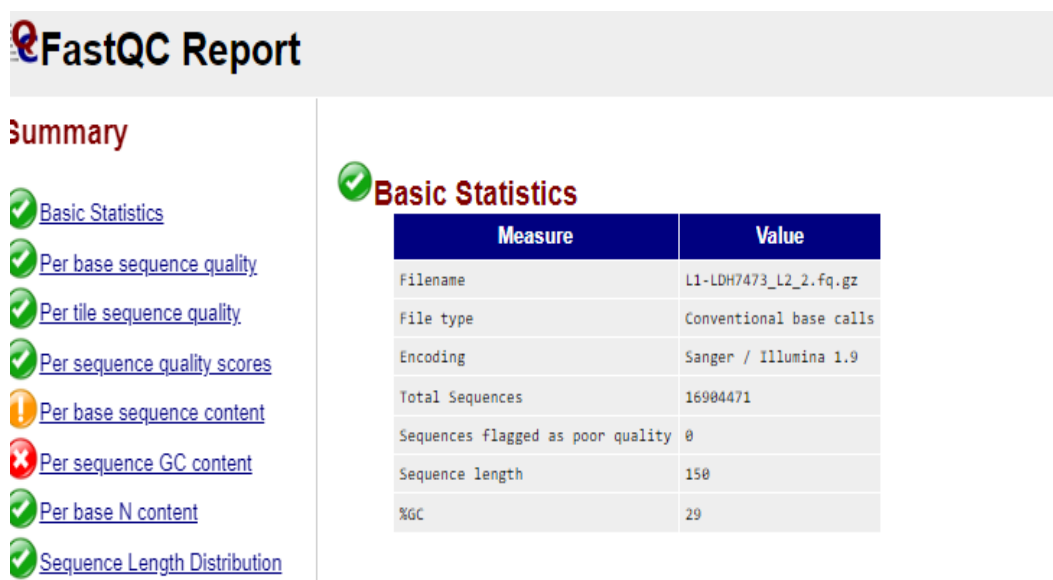 FastQC Report
Summary
Basic Statistics
Per base sequence quality
Per tile sequence quality
Per sequence quality scores
Per base sequence content
Per sequence GC content
Per base N content
Sequence Length Distribution
Basic Statistics
Measure Value
Filename L1-LDH7473_L2_2.fq.gz
File type Conventional base calls
Encoding Sanger / Illumina 1.9
Total Sequences 16904471
Sequences flagged as poor quality 0
Sequence length 150
%GC 29